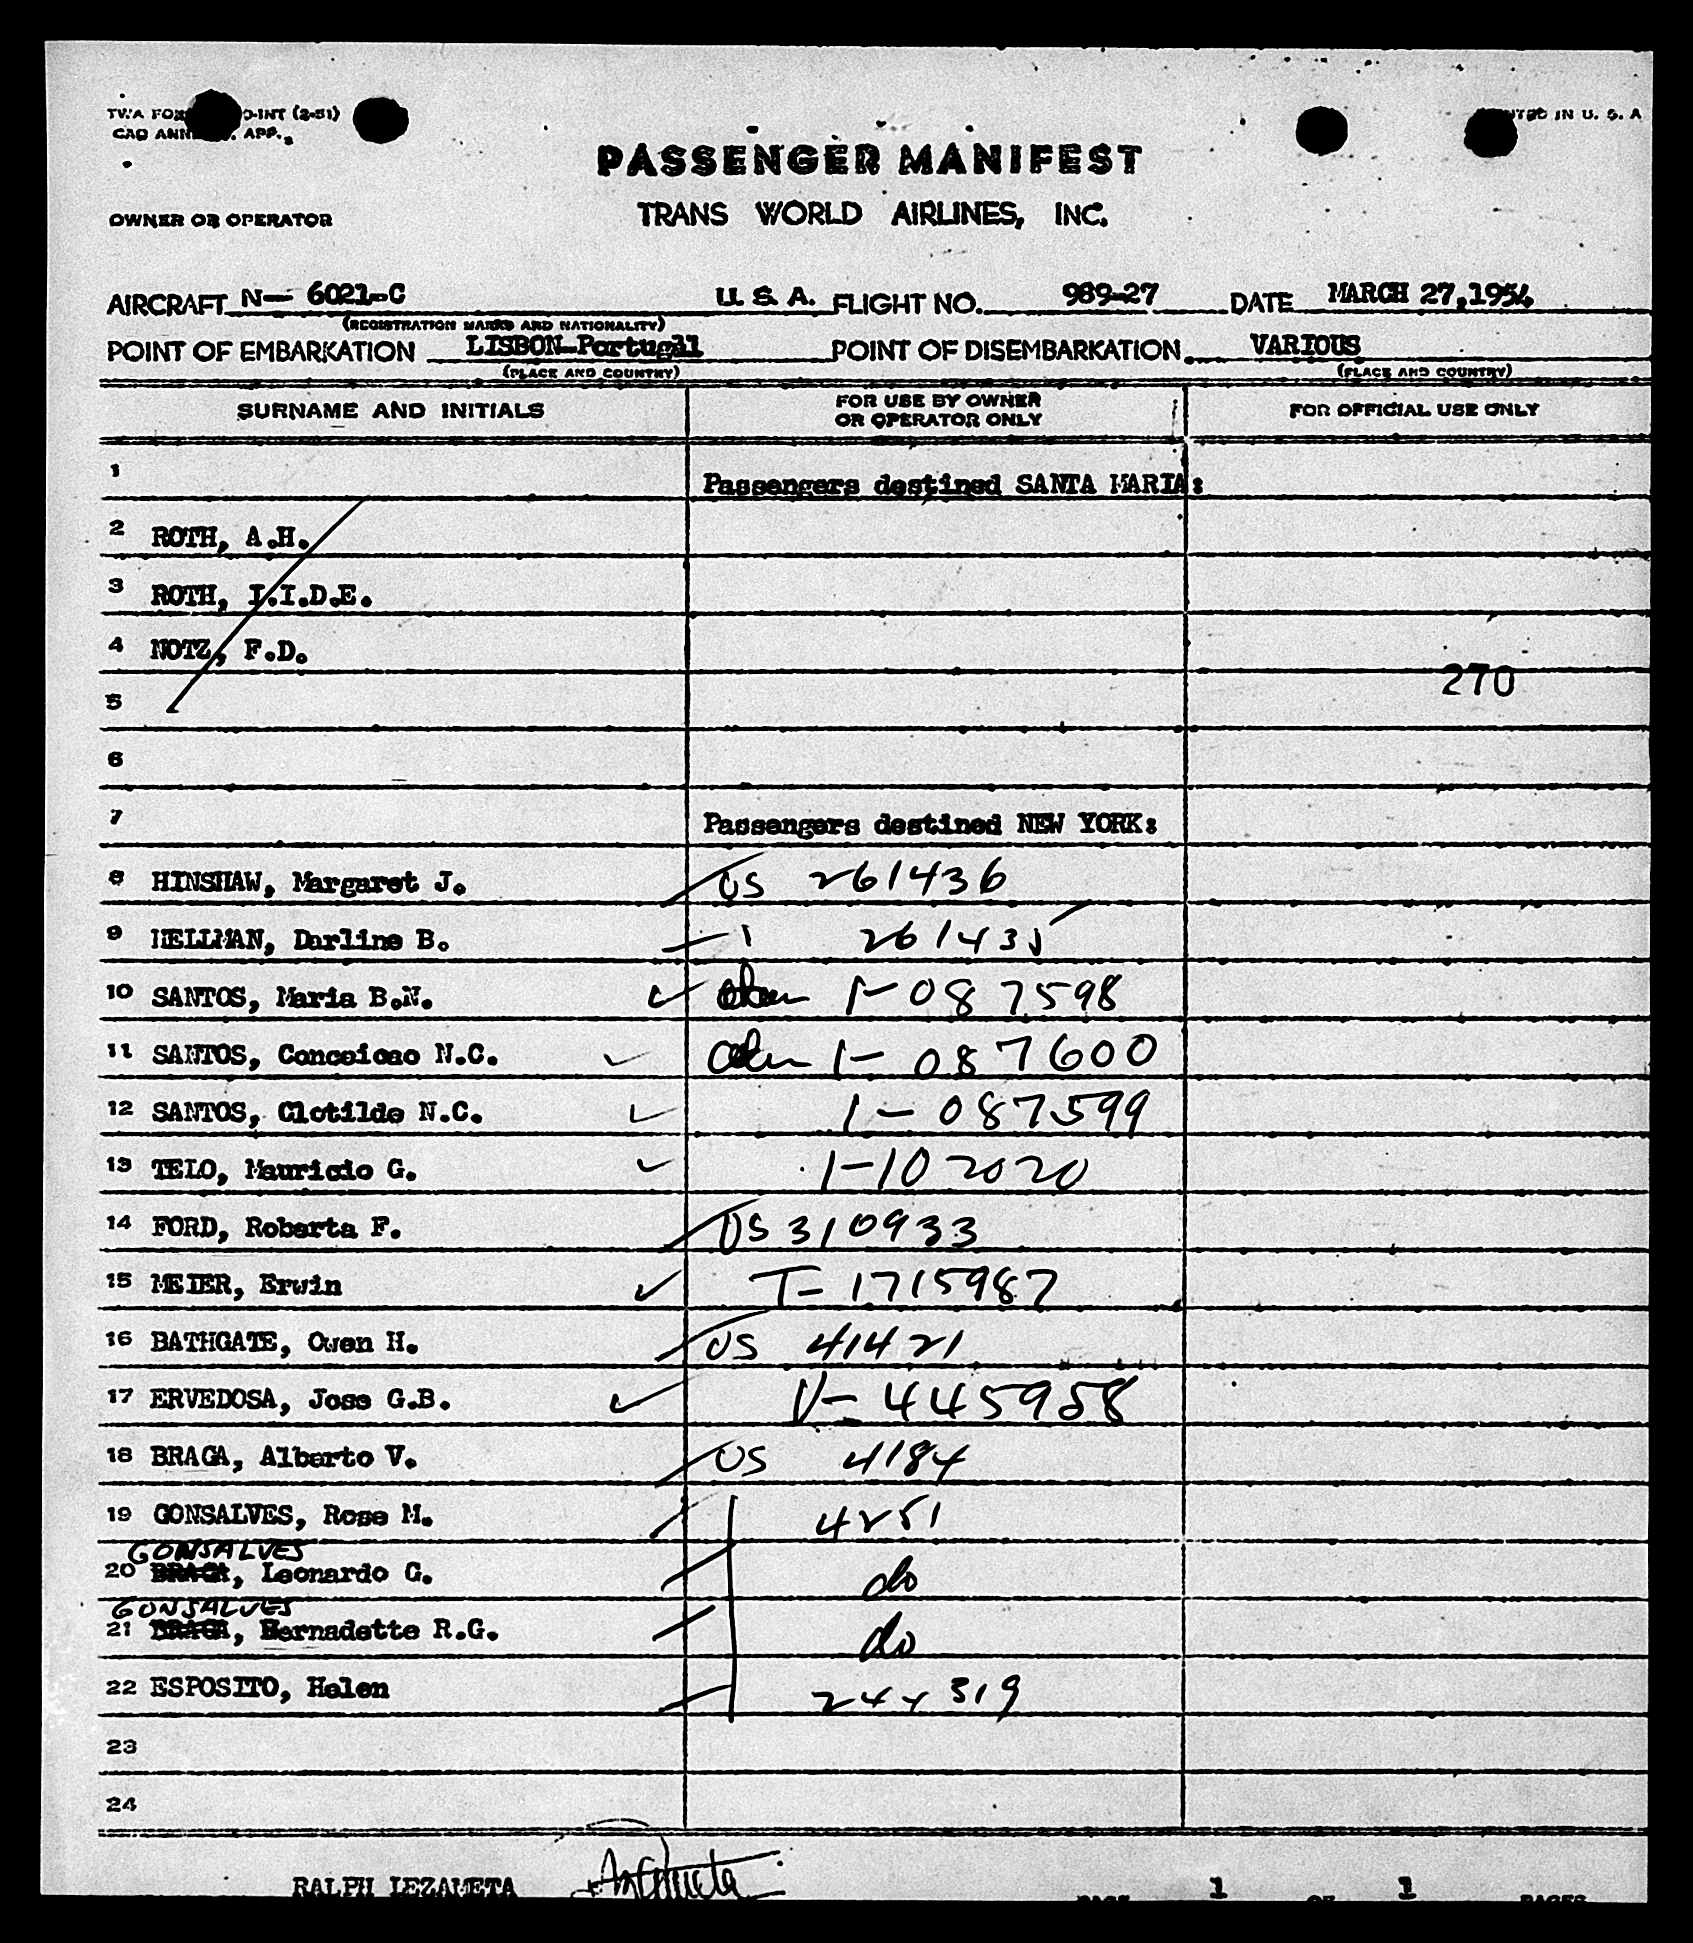 TWA FO O-INT (2-51)
PRINTED IN U. S. A
CAO ANN APP.
PASSENGER MANIFEST
OWNER OR OPERATOR TRANS WORLD AIRLINES, INC.
AIRCRAFT N— 6021-C U. S. A. FLIGHT NO. 989-27 DATE MARCH 27,1954
(REGISTRATION MARKS AND NATIONALITY)
POINT OF EMBARKATION LISBON-Portugal POINT OF DISEMBARKATION VARIOUS
(PLACE AND COUNTRY) (PLACE AND COUNTRY)
SURNAME AND INITIALS FOR USE BY OWNER OR OPERATOR ONLY FOR OFFICIAL USE ONLY
1 Passengers destined SANTA MARIA:
2 ROTH, A.H.
3 ROTH, I.I.D.E.
4 NOTZ, F.D.
270
5
6
7 Passengers destined NEW YORK:
8 HINSHAW, Margaret J. US 261436
9 HELLMAN, Darline B. 261435
10 SANTOS, Maria B.N. 1-087598
11 SANTOS, Conceicao N.C. 1-087600
12 SANTOS, Clotilde N.C. 1-087599
13 TELO, Mauricio G. 1-102020
14 FORD, Roberta F. US 310933
15 MEIER, Erwin T-1715987
16 BATHGATE, Owen H. US 41421
17 ERVEDOSA, Jose G.B. V-445958
18 BRAGA, Alberto V. US 4184
19 GONSALVES, Rose M. 4251
GONSALVES
20 BRAGA, Leonardo G. do
GONSALVES
21 BRAGA, Bernadette R.G. do
22 ESPOSITO, Helen 244319
23
24
RALPH LEZAMETA
PAGE 1 OF 1 PAGES